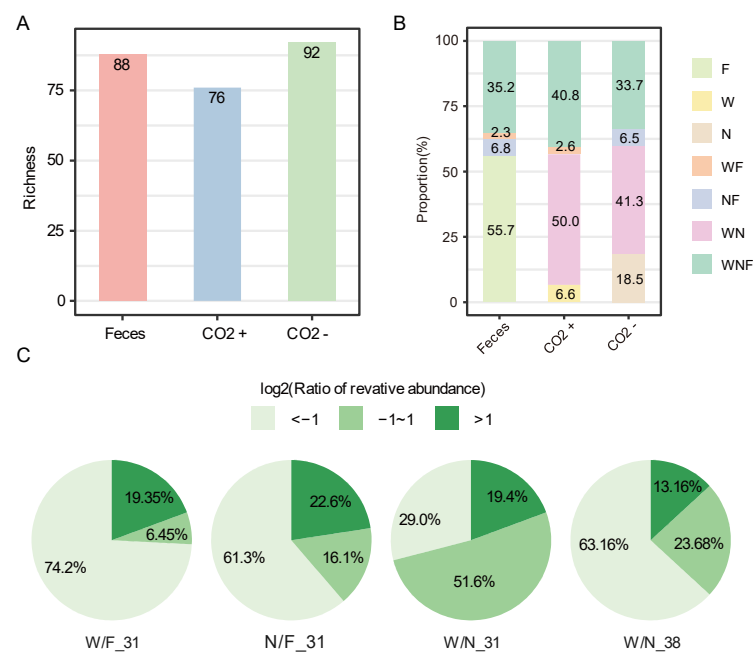 A
Richness
75
50
25
0
88
76
92
Feces
CO2 +
CO2 -
B
Proportion(%)
100
75
50
25
0
35.2
2.3
6.8
55.7
40.8
2.6
50.0
6.6
33.7
6.5
41.3
18.5
Feces
CO2 +
CO2 -
F
W
N
WF
NF
WN
WNF
C
log2(Ratio of revative abundance)
<−1
−1~1
>1
19.35%
6.45%
74.2%
W/F_31
22.6%
16.1%
61.3%
N/F_31
19.4%
29.0%
51.6%
W/N_31
13.16%
23.68%
63.16%
W/N_38